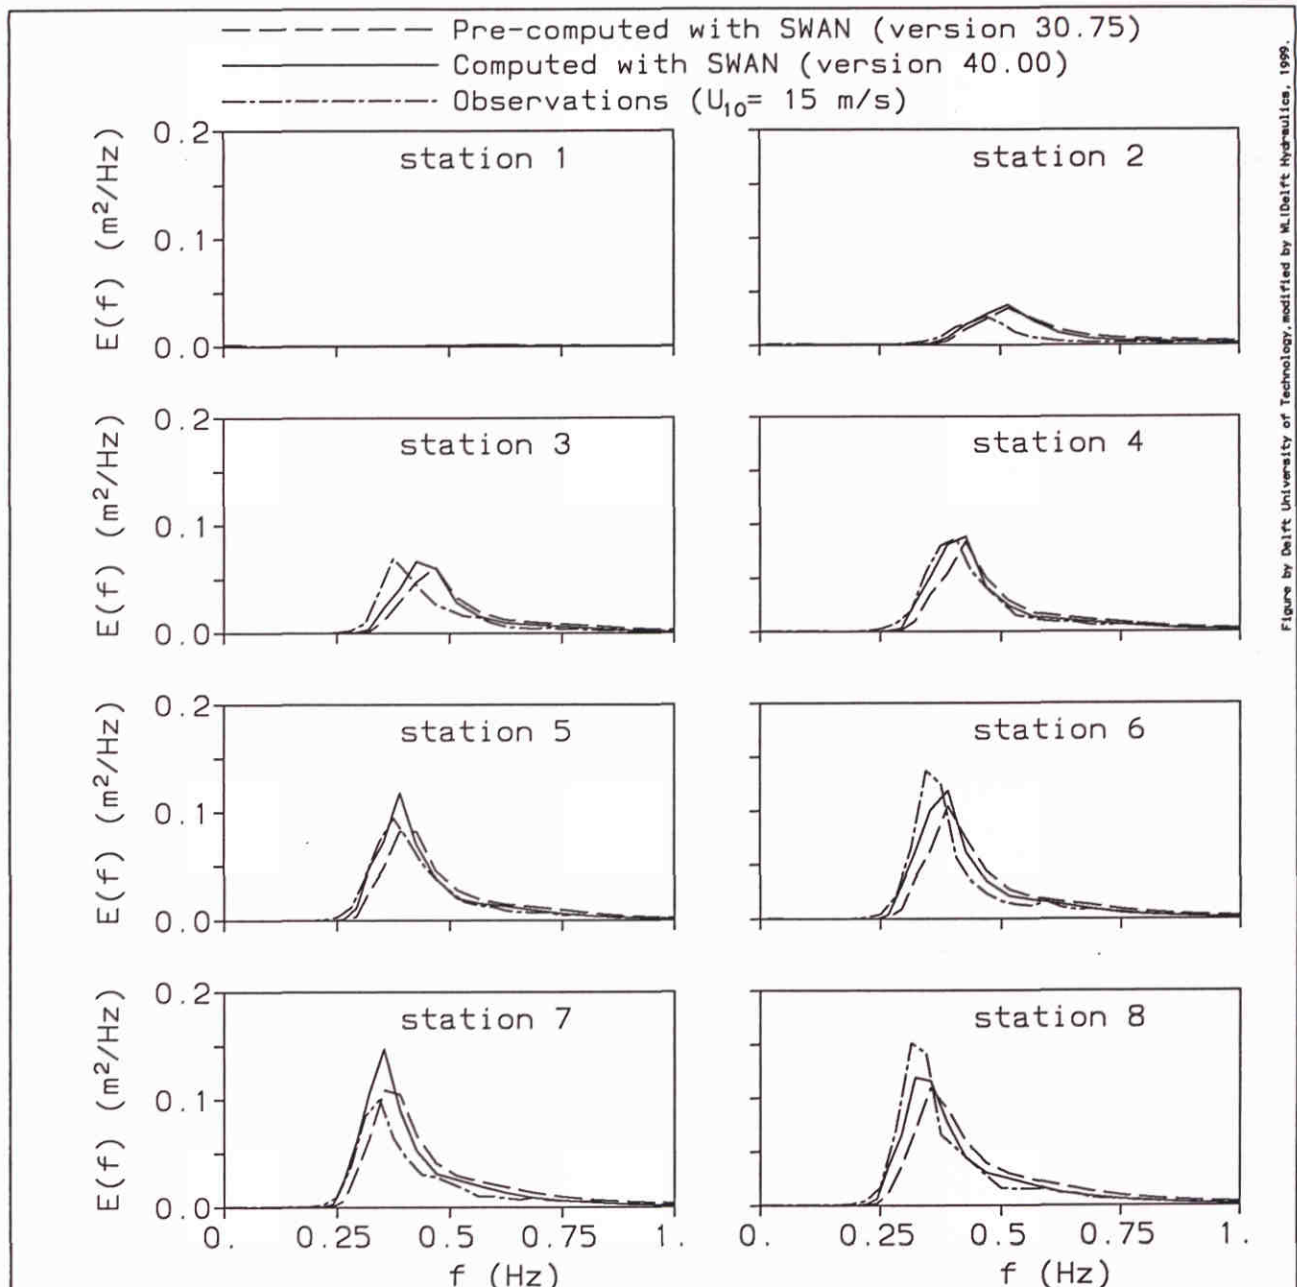 Pre-computed with SWAN (version 30.75)
Computed with SWAN (version 40.00)
Observations (U10= 15 m/s)
Figure by Delft University of Technology, modified by WL|Delft Hydraulics, 1999.
station 1
station 2
0.2
0.1
0.0
E(f) (m²/Hz)
station 3
station 4
0.2
0.1
0.0
E(f) (m²/Hz)
station 5
station 6
0.2
0.1
0.0
E(f) (m²/Hz)
station 7
station 8
0.2
0.1
0.0
E(f) (m²/Hz)
0. 0.25 0.5 0.75 1.
0. 0.25 0.5 0.75 1.
f (Hz)
f (Hz)